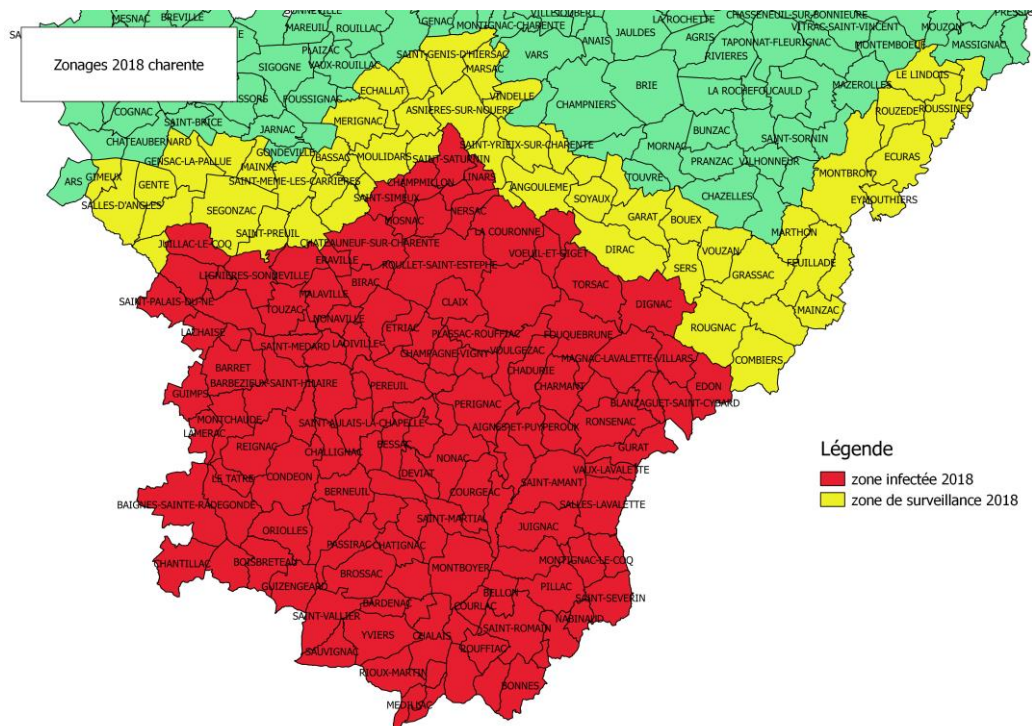 MESNAC
BREVILLE
MAREUIL
ROUILLAC
GENAC
MONTIGNAC-CHARENTE
LA ROCHETTE
CHASSENEUIL-SUR-BONNIEURE
VITRAC-SAINT-VINCENT
MOUZON
Zonages 2018 charente
PLAIZAC
VAUX-ROUILLAC
SAINT-GENIS-D'HIERSAC
VARS
ANAIS
JAULDES
AGRIS
RIVIERES
TAPONNAT-FLEURIGNAC
MONTEMBOEUF
MASSIGNAC
SIGOGNE
MARSAC
FOUSSIGNAC
ECHALLAT
VINDELLE
CHAMPNIERS
BRIE
LA ROCHEFOUCAULD
MAZEROLLES
LE LINDOIS
ROUZEDE
ROUSSINES
COGNAC
SAINT-BRICE
JARNAC
MERIGNAC
ASNIERES-SUR-NOUERE
BUNZAC
SAINT-SORNIN
CHATEAUBERNARD
GONDEVILLE
BASSAC
MOULIDARS
SAINT-YRIEIX-SUR-CHARENTE
MORNAC
PRANZAC
VILHONNEUR
ECURAS
GENSAC-LA-PALLUE
MAINXE
SAINT-SATURNIN
TOUVRE
MONTBRON
ARS
GIMEUX
GENTE
SAINT-MEME-LES-CARRIERES
CHAMPMILLON
LINARS
ANGOULEME
SOYAUX
CHAZELLES
EYMOUTHIERS
SALLES-D'ANGLES
SEGONZAC
SAINT-SIMEUX
MOSNAC
NERSAC
GARAT
BOUEX
MARTHON
SAINT-PREUIL
LA COURONNE
DIRAC
VOUZAN
JUILLAC-LE-COQ
CHATEAUNEUF-SUR-CHARENTE
VOEUIL-ET-GIGET
SERS
GRASSAC
FEUILLADE
ERAVILLE
ROULLET-SAINT-ESTEPHE
LIGNIERES-SONNEVILLE
BIRAC
TORSAC
MALAVILLE
SAINT-PALAIS-DU-NE
TOUZAC
CLAIX
DIGNAC
MAINZAC
NONAVILLE
ROUGNAC
LACHAISE
ETRIAC
PLASSAC-ROUFFIAC
FOUQUEBRUNE
SAINT-MEDARD
LADIVILLE
CHAMPAGNE-VIGNY
VOULGEZAC
MAGNAC-LAVALETTE-VILLARS
COMBIERS
BARRET
CHADURIE
BARBEZIEUX-SAINT-HILAIRE
PEREUIL
CHARMANT
EDON
GUIMPS
PERIGNAC
BLANZAGUET-SAINT-CYBARD
MONTCHAUDE
SAINT-AULAIS-LA-CHAPELLE
AIGNES-ET-PUYPEROUX
RONSENAC
LAMERAC
REIGNAC
BESSAC
GURAT
CHALLIGNAC
NONAC
LE TATRE
CONDEON
DEVIAT
VAUX-LAVALETTE
BERNEUIL
COURGEAC
SAINT-AMANT
BAIGNES-SAINTE-RADEGONDE
SALLES-LAVALETTE
SAINT-MARTIAL
ORIOLLES
JUIGNAC
PASSIRAC
CHATIGNAC
CHANTILLAC
BOISBRETEAU
BROSSAC
MONTBOYER
MONTIGNAC-LE-COQ
GUIZENGEARD
BELLON
PILLAC
SAINT-SEVERIN
BARDENAC
COURLAC
SAINT-VALLIER
NABINAUD
YVIERS
CHALAIS
SAINT-ROMAIN
SAUVIGNAC
ROUFFIAC
RIOUX-MARTIN
BONNES
MEDILLAC
Légende
zone infectée 2018
zone de surveillance 2018